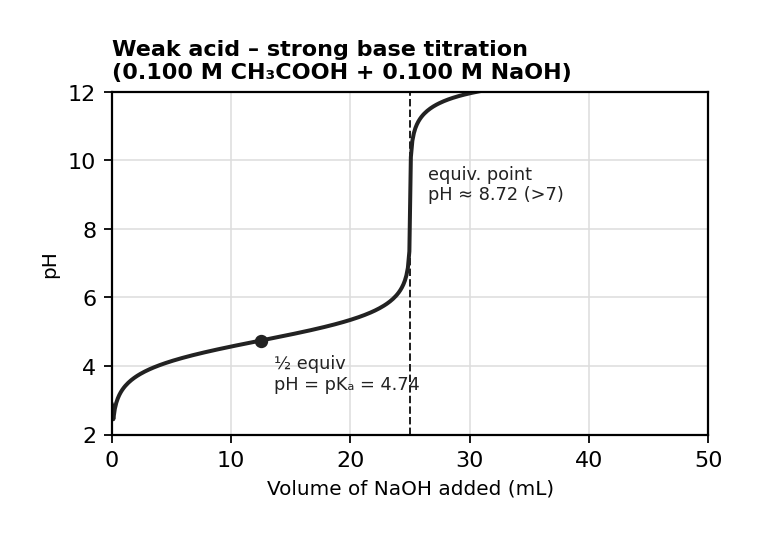 Weak acid – strong base titration
(0.100 M CH₃COOH + 0.100 M NaOH)
12
10
8
6
4
2
pH
equiv. point
pH ≈ 8.72 (>7)
½ equiv
pH = pKₐ = 4.74
0 10 20 30 40 50
Volume of NaOH added (mL)